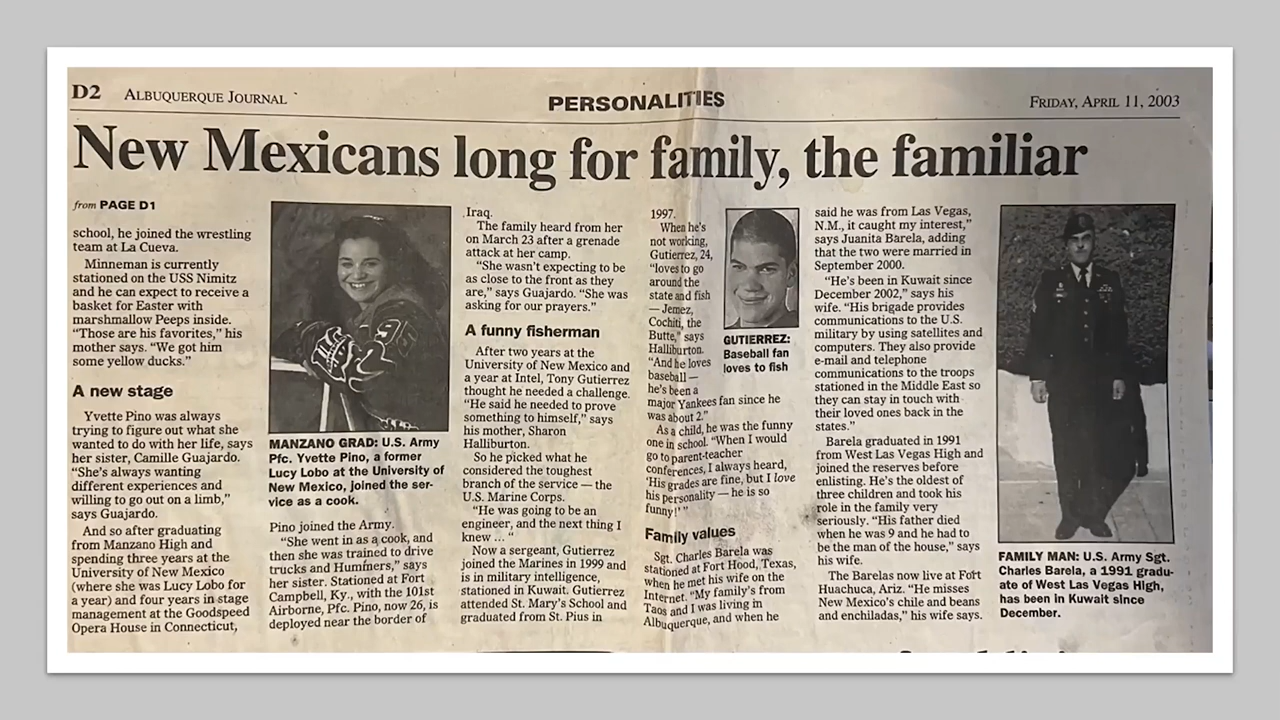 D2 ALBUQUERQUE JOURNAL
PERSONALITIES
FRIDAY, APRIL 11, 2003
New Mexicans long for family, the familiar
from PAGE D1
school, he joined the wrestling
team at La Cueva.
Minneman is currently
stationed on the USS Nimitz
and he can expect to receive a
basket for Easter with
marshmallow Peeps inside.
"Those are his favorites," his
mother says. "We got him
some yellow ducks."
A new stage
Yvette Pino was always
trying to figure out what she
wanted to do with her life, says
her sister, Camille Guajardo.
"She's always wanting
different experiences and
willing to go out on a limb,"
says Guajardo.
And so after graduating
from Manzano High and
spending three years at the
University of New Mexico
(where she was Lucy Lobo for
a year) and four years in stage
management at the Goodspeed
Opera House in Connecticut,
MANZANO GRAD: U.S. Army
Pfc. Yvette Pino, a former
Lucy Lobo at the University of
New Mexico, joined the ser-
vice as a cook.
Pino joined the Army.
"She went in as a cook, and
then she was trained to drive
trucks and Hummers," says
her sister. Stationed at Fort
Campbell, Ky., with the 101st
Airborne, Pfc. Pino, now 26, is
deployed near the border of
Iraq.
The family heard from her
on March 23 after a grenade
attack at her camp.
"She wasn't expecting to be
as close to the front as they
are," says Guajardo. "She was
asking for our prayers."
A funny fisherman
After two years at the
University of New Mexico and
a year at Intel, Tony Gutierrez
thought he needed a challenge.
"He said he needed to prove
something to himself," says
his mother, Sharon
Halliburton.
So he picked what he
considered the toughest
branch of the service — the
U.S. Marine Corps.
"He was going to be an
engineer, and the next thing I
knew ... "
Now a sergeant, Gutierrez
joined the Marines in 1999 and
is in military intelligence,
stationed in Kuwait. Gutierrez
attended St. Mary's School and
graduated from St. Pius in
1997.
When he's
not working,
Gutierrez, 24,
"loves to go
around the
state and fish
— Jemez,
Cochiti, the
Butte," says
Halliburton.
"And he loves
baseball —
he's been a
major Yankees fan since he
was about 2."
As a child, he was the funny
one in school. "When I would
go to parent-teacher
conferences, I always heard,
'His grades are fine, but I love
his personality — he is so
funny!' "
GUTIERREZ:
Baseball fan
loves to fish
Family values
Sgt. Charles Barela was
stationed at Fort Hood, Texas,
when he met his wife on the
Internet. "My family's from
Taos and I was living in
Albuquerque, and when he
said he was from Las Vegas,
N.M., it caught my interest,"
says Juanita Barela, adding
that the two were married in
September 2000.
"He's been in Kuwait since
December 2002," says his
wife. "His brigade provides
communications to the U.S.
military by using satellites and
computers. They also provide
e-mail and telephone
communications to the troops
stationed in the Middle East so
they can stay in touch with
their loved ones back in the
states."
Barela graduated in 1991
from West Las Vegas High and
joined the reserves before
enlisting. He's the oldest of
three children and took his
role in the family very
seriously. "His father died
when he was 9 and he had to
be the man of the house," says
his wife.
The Barelas now live at Fort
Huachuca, Ariz. "He misses
New Mexico's chile and beans
and enchiladas," his wife says.
FAMILY MAN: U.S. Army Sgt.
Charles Barela, a 1991 gradu-
ate of West Las Vegas High,
has been in Kuwait since
December.